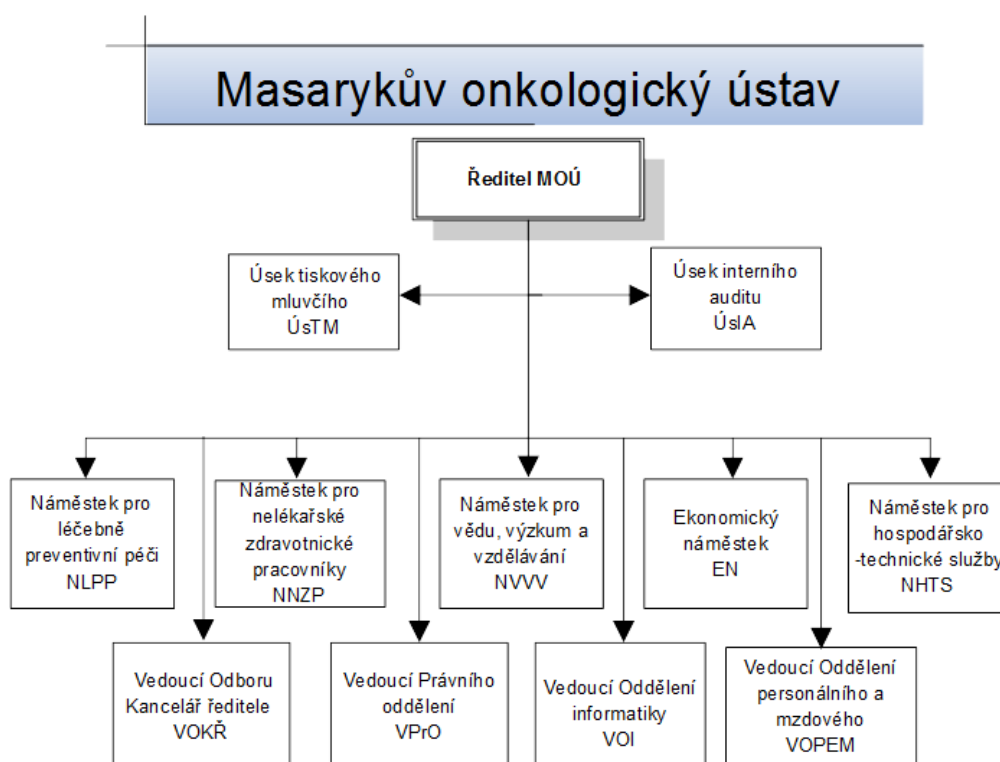 Masarykův onkologický ústav
Ředitel MOÚ
Úsek tiskového
mluvčího
ÚsTM
Úsek interního
auditu
ÚsIA
Náměstek pro
léčebně
preventivní péči
NLPP
Náměstek pro
nelékařské
zdravotnické
pracovníky
NNZP
Náměstek pro
vědu, výzkum a
vzdělávání
NVVV
Ekonomický
náměstek
EN
Náměstek pro
hospodářsko
-technické služby
NHTS
Vedoucí Odboru
Kancelář ředitele
VOKŘ
Vedoucí Právního
oddělení
VPrO
Vedoucí Oddělení
informatiky
VOI
Vedoucí Oddělení
personálního a
mzdového
VOPEM